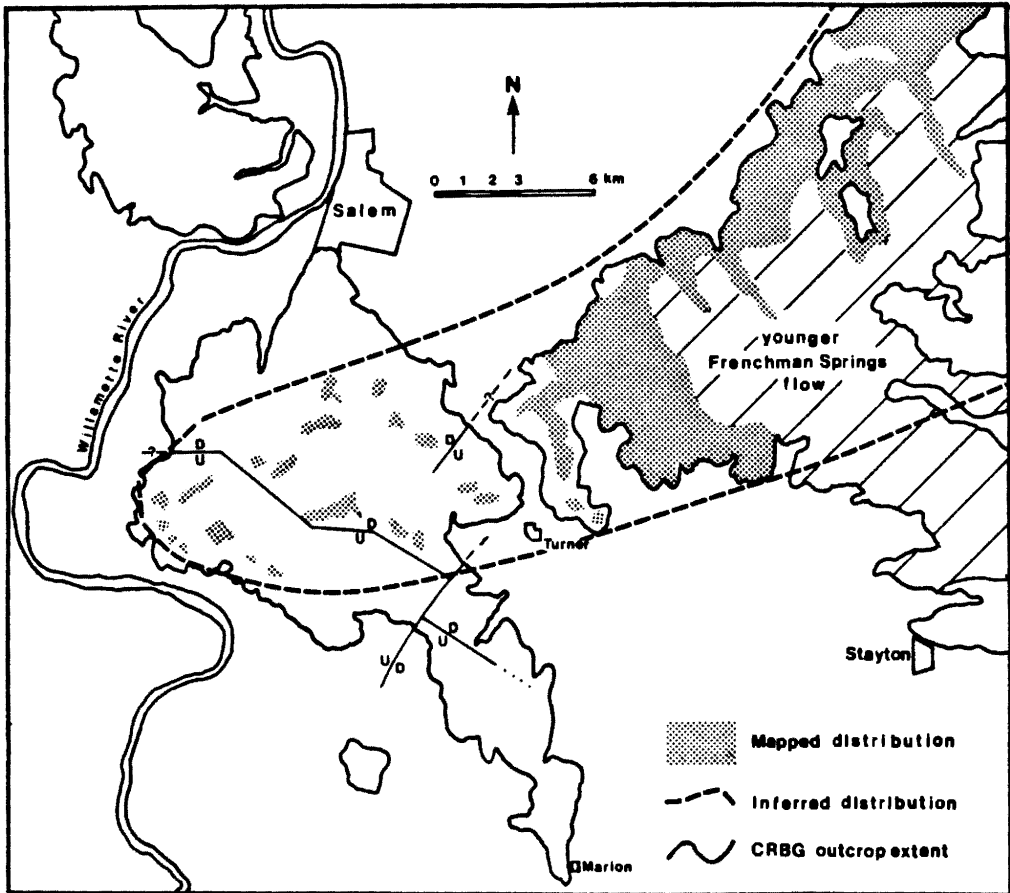 N
0 1 2 3 6 km
Salem
Willamette River
younger
Frenchman Springs
flow
?
D
U
?
D
U
D
U
Turner
D
U
U D
Stayton
Mapped distribution
Inferred distribution
CRBG outcrop extent
Marion